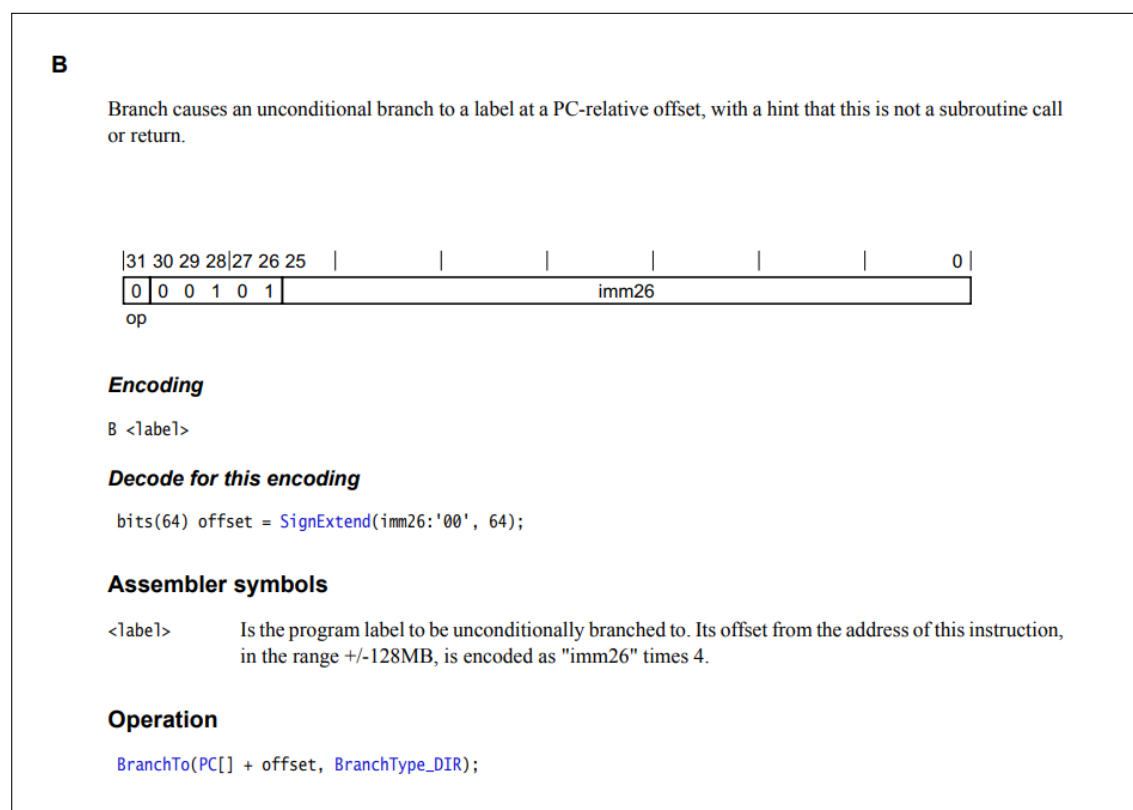 B
Branch causes an unconditional branch to a label at a PC-relative offset, with a hint that this is not a subroutine call
or return.
31 30 29 28 27 26 25 0
0 0 0 1 0 1 imm26
op
Encoding
B <label>
Decode for this encoding
bits(64) offset = SignExtend(imm26:'00', 64);
Assembler symbols
<label> Is the program label to be unconditionally branched to. Its offset from the address of this instruction,
in the range +/-128MB, is encoded as "imm26" times 4.
Operation
BranchTo(PC[] + offset, BranchType_DIR);